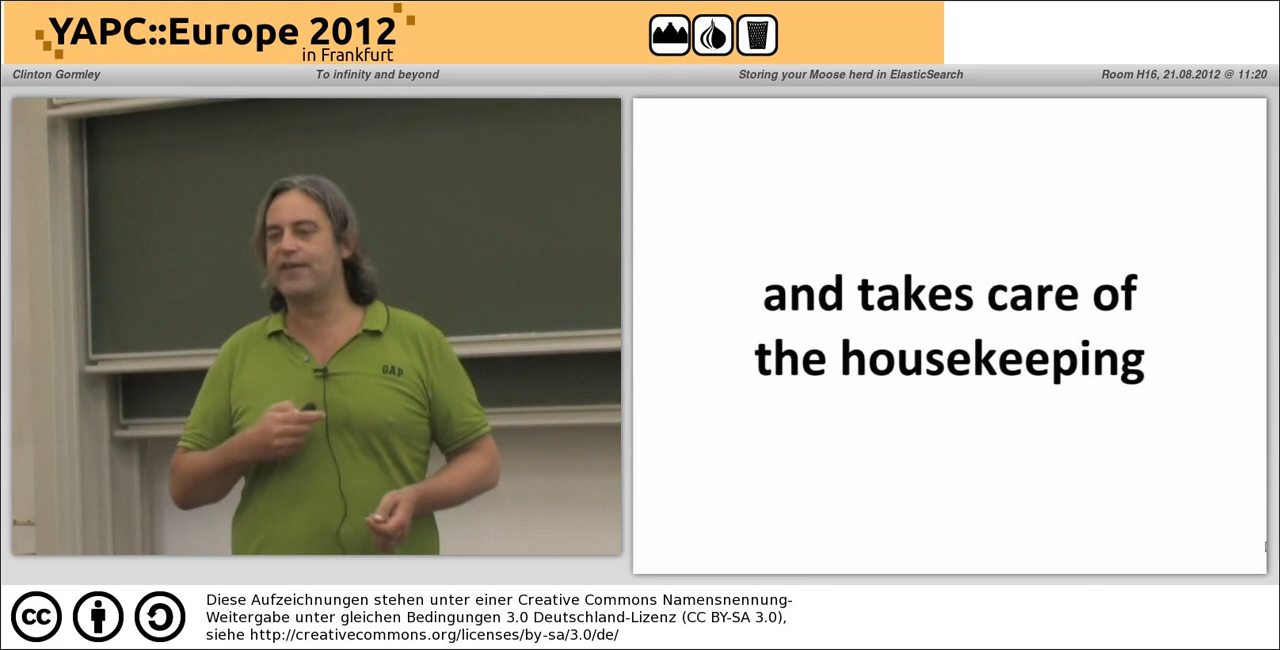 YAPC::Europe 2012
in Frankfurt
Clinton Gormley
To infinity and beyond
Storing your Moose herd in ElasticSearch
Room H16, 21.08.2012 @ 11:20
GAP
and takes care of
the housekeeping
cc
Diese Aufzeichnungen stehen unter einer Creative Commons Namensnennung-
Weitergabe unter gleichen Bedingungen 3.0 Deutschland-Lizenz (CC BY-SA 3.0),
siehe http://creativecommons.org/licenses/by-sa/3.0/de/